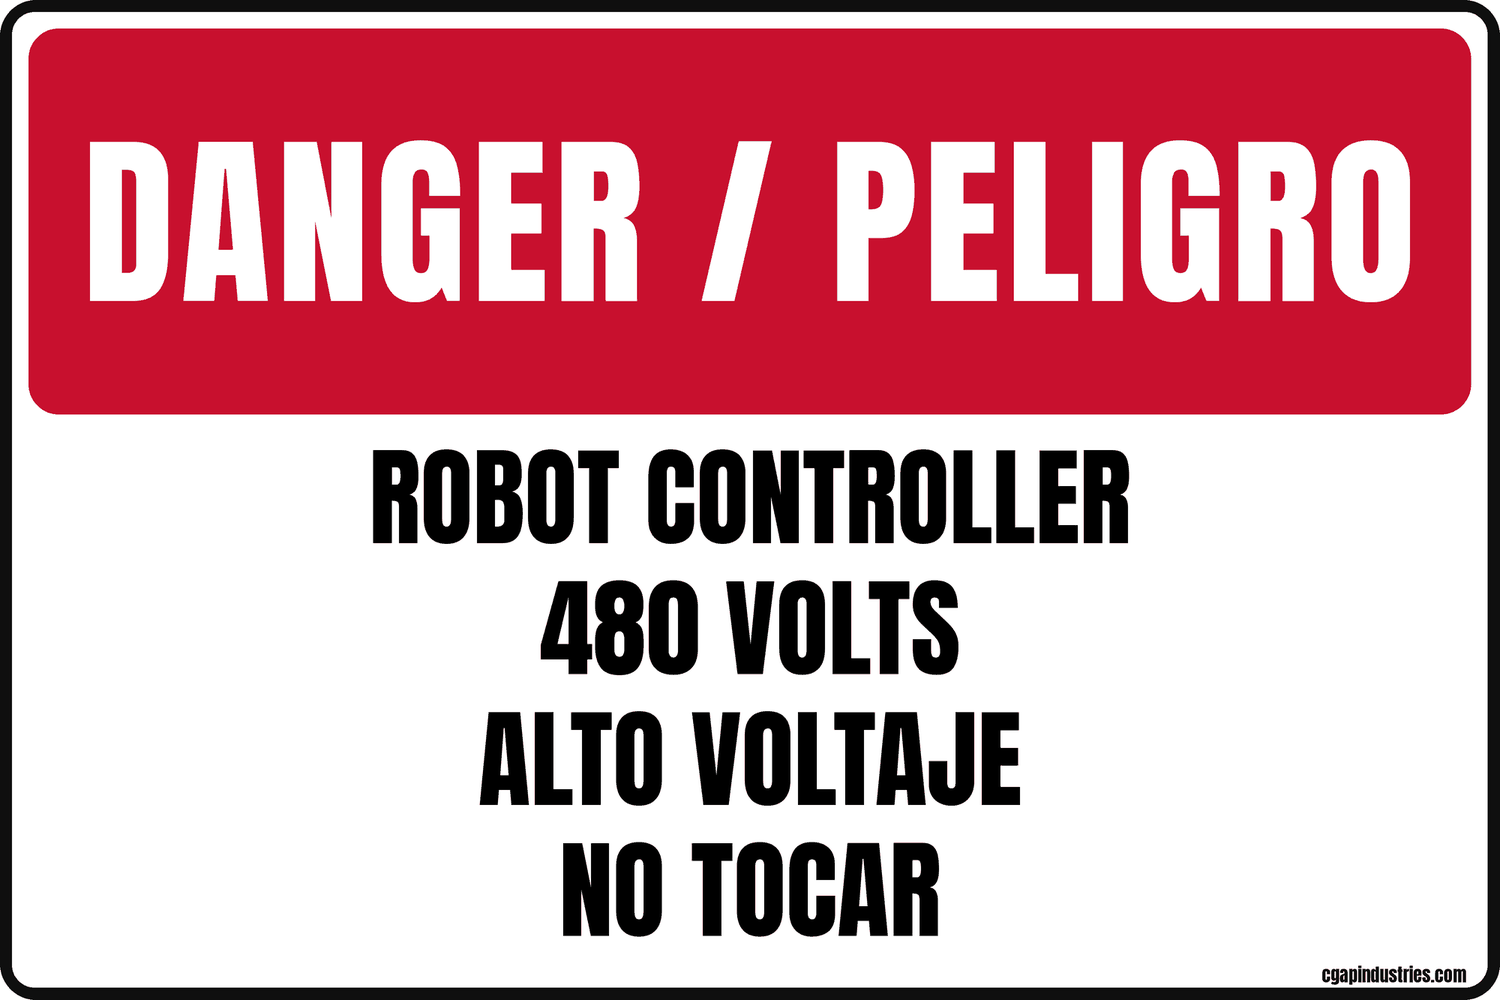 DANGER / PELIGRO
ROBOT CONTROLLER
480 VOLTS
ALTO VOLTAJE
NO TOCAR
cgapindustries.com